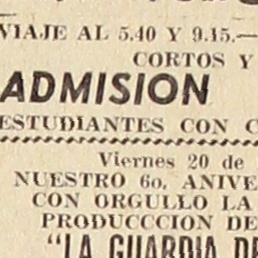 VIAJE AL 5.40 Y 9.15.—
CORTOS Y
ADMISION
ESTUDIANTES CON C
Viernes 20 de
NUESTRO 6o. ANIVE
CON ORGULLO LA
PRODUCCCION DE
"LA GUARDIA DE